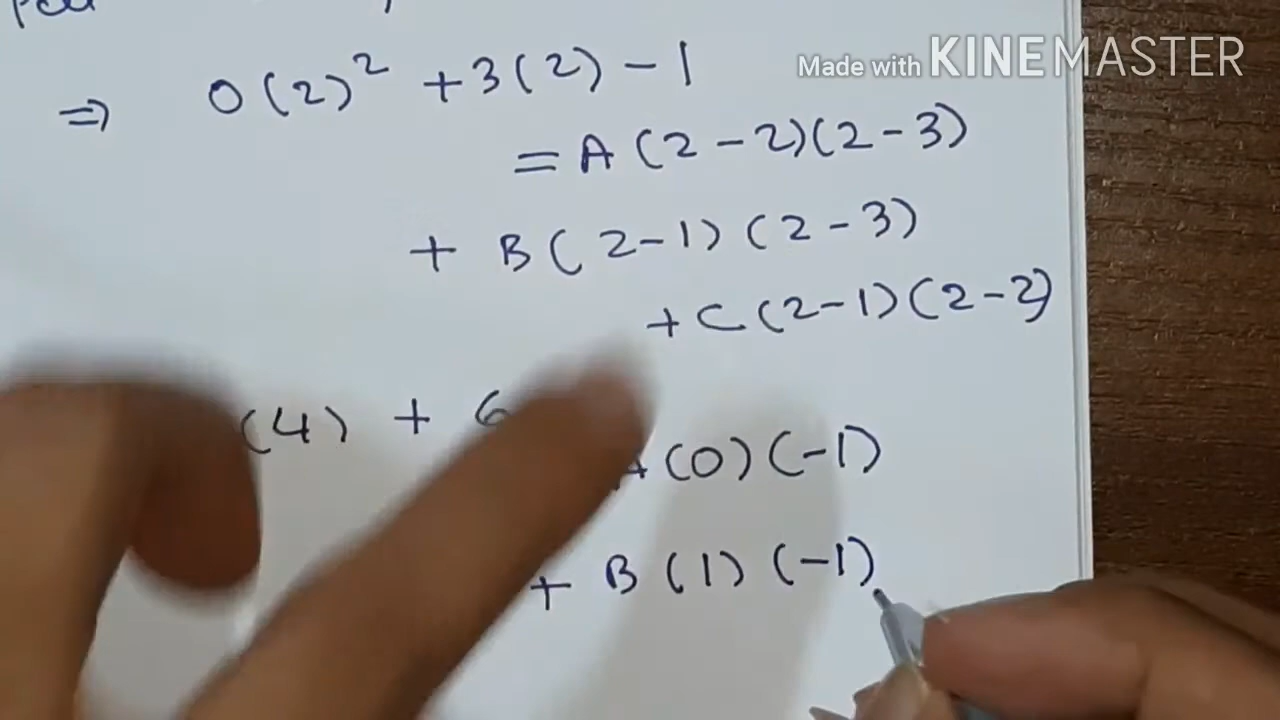 Made with KINEMASTER
⇒ 0(2)² + 3(2) - 1
= A(2-2)(2-3)
+ B(2-1)(2-3)
+ C(2-1)(2-2)
(4) + 6 A(0)(-1)
+ B(1)(-1)